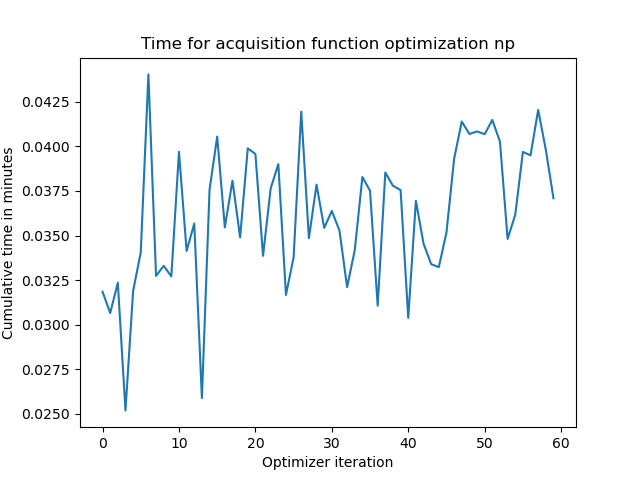 Time for acquisition function optimization np
Cumulative time in minutes
0.0425
0.0400
0.0375
0.0350
0.0325
0.0300
0.0275
0.0250
0 10 20 30 40 50 60
Optimizer iteration